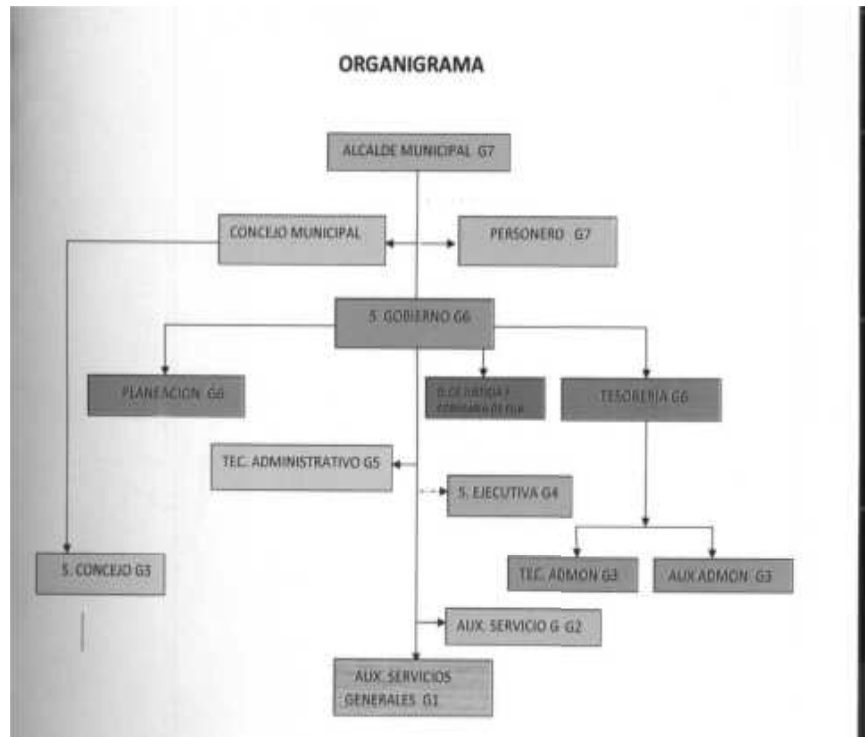 ORGANIGRAMA
ALCALDE MUNICIPAL G7
CONCEJO MUNICIPAL
PERSONERO G7
S. GOBIERNO G6
PLANEACION G6
TESORERIA G6
TEC. ADMINISTRATIVO G5
S. EJECUTIVA G4
S. CONCEJO G3
TEC. ADMON G3
AUX ADMON G3
AUX. SERVICIO G G2
AUX. SERVICIOS
GENERALES G1